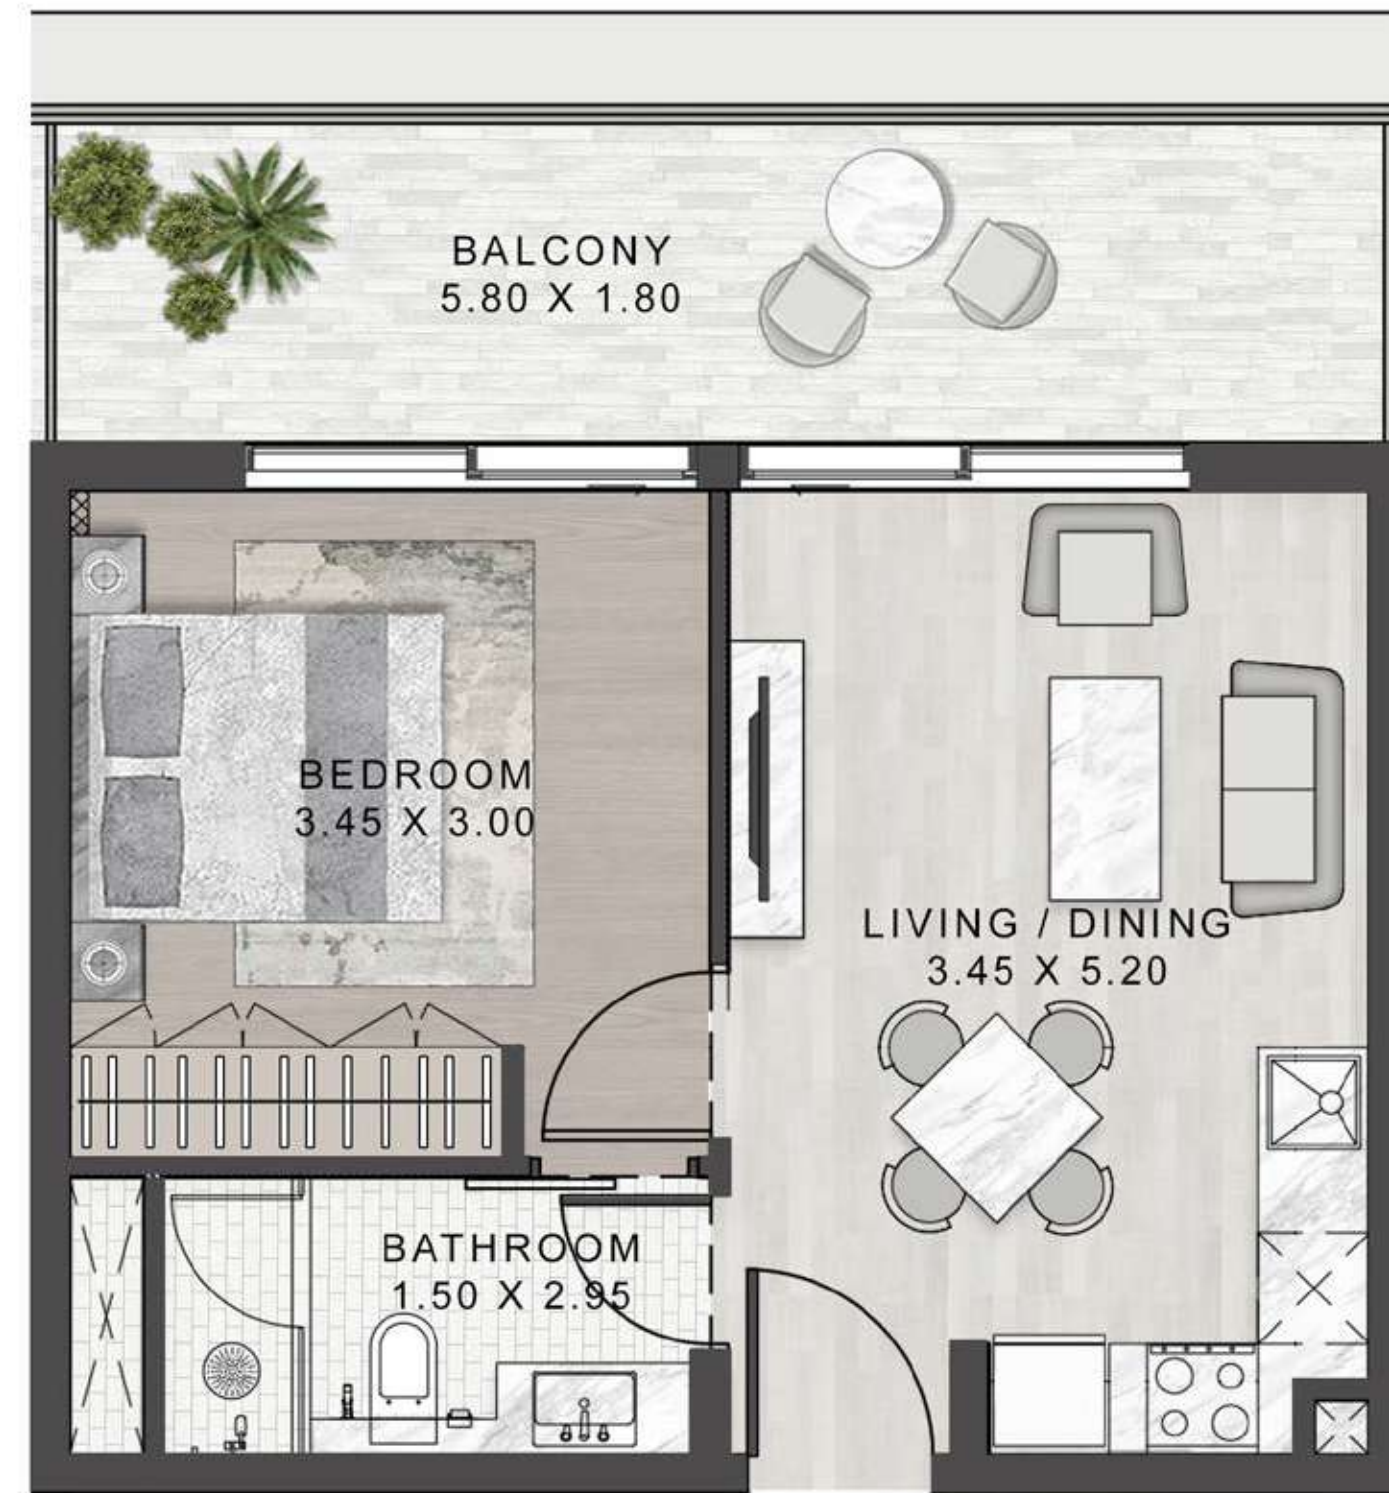 BALCONY
5.80 X 1.80
BEDROOM
3.45 X 3.00
LIVING / DINING
3.45 X 5.20
BATHROOM
1.50 X 2.95